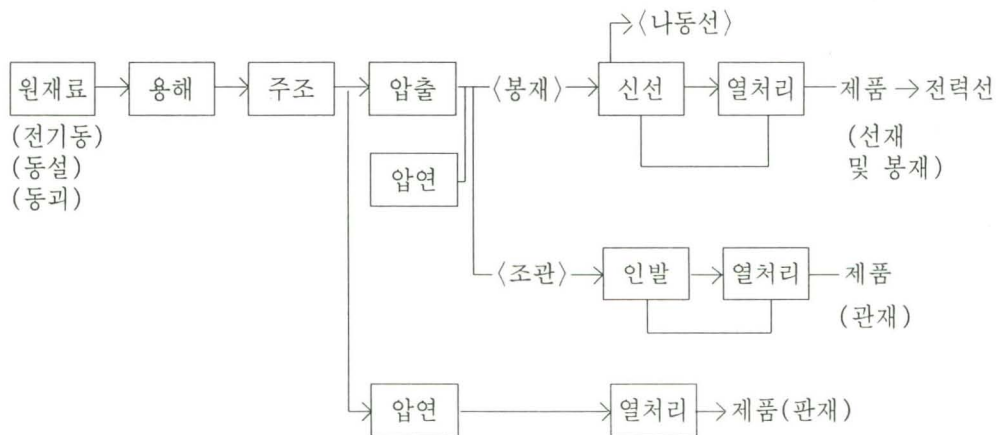 〈나동선〉
원재료
용해
주조
압출
〈봉재〉
신선
열처리
제품
전력선
(전기동)
(동설)
(동괴)
(선재
및 봉재)
압연
〈조관〉
인발
열처리
제품
(관재)
압연
열처리
제품(판재)